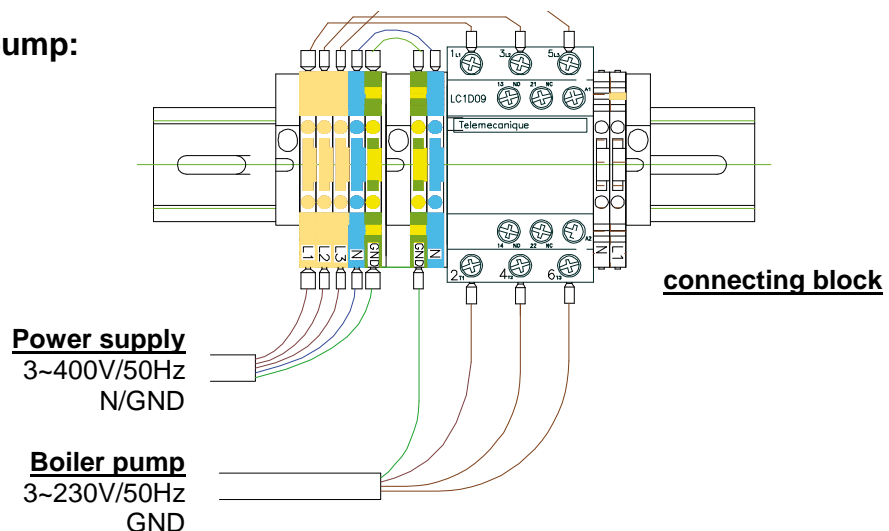 ump:
1L1 3L2 5L3
13 NO 21 NC A1
LC1D09
Telemecanique
14 NO 22 NC A2
L1 L2 L3 N GND GND N
N L1
2T1 4T2 6T3
connecting block
Power supply
3~400V/50Hz
N/GND
Boiler pump
3~230V/50Hz
GND